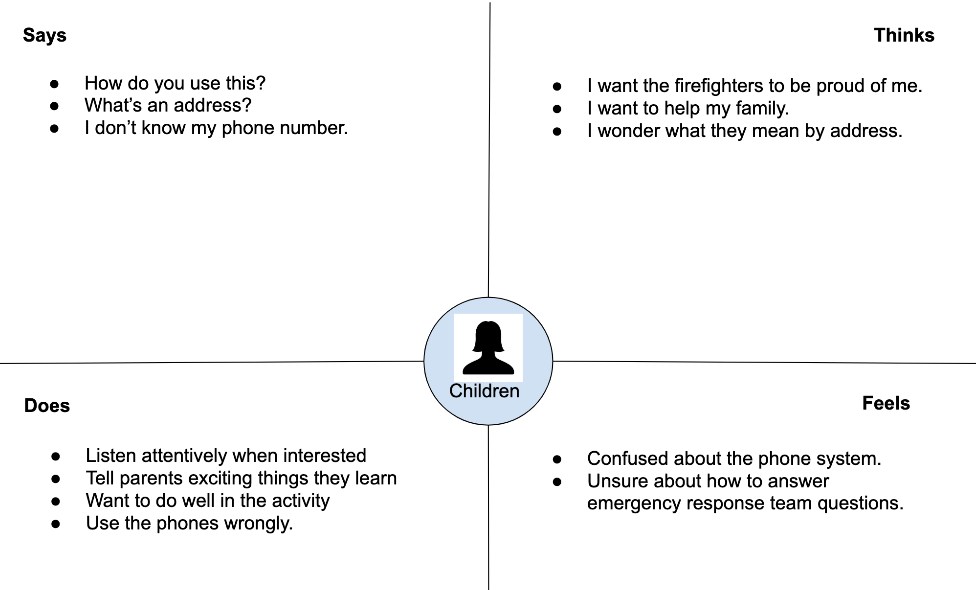 Says
● How do you use this?
● What's an address?
● I don't know my phone number.
Thinks
● I want the firefighters to be proud of me.
● I want to help my family.
● I wonder what they mean by address.
Children
Does
● Listen attentively when interested
● Tell parents exciting things they learn
● Want to do well in the activity
● Use the phones wrongly.
Feels
● Confused about the phone system.
● Unsure about how to answer
emergency response team questions.